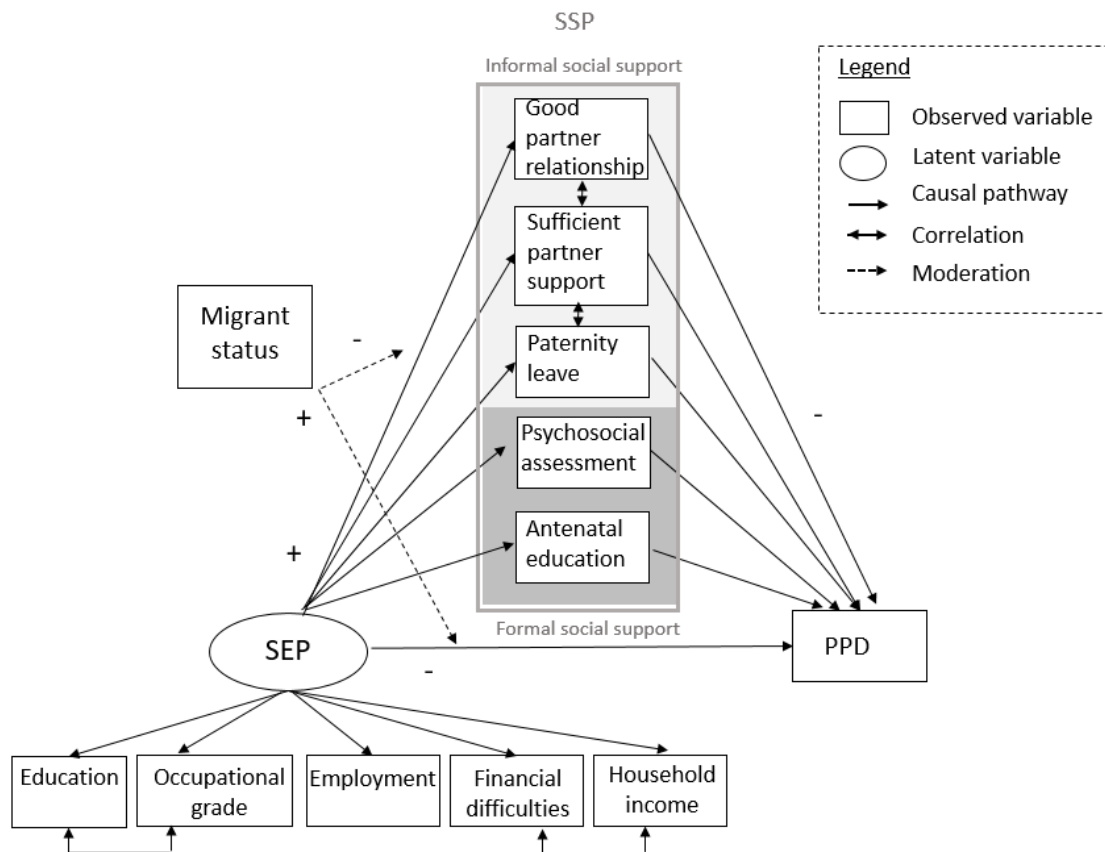 SSP
Informal social support
Legend
Observed variable
Latent variable
Causal pathway
Correlation
Moderation
Good
partner
relationship
Sufficient
partner
support
Migrant
status
-
Paternity
leave
+
-
Psychosocial
assessment
Antenatal
education
+
Formal social support
SEP
PPD
-
Education
Occupational
grade
Employment
Financial
difficulties
Household
income